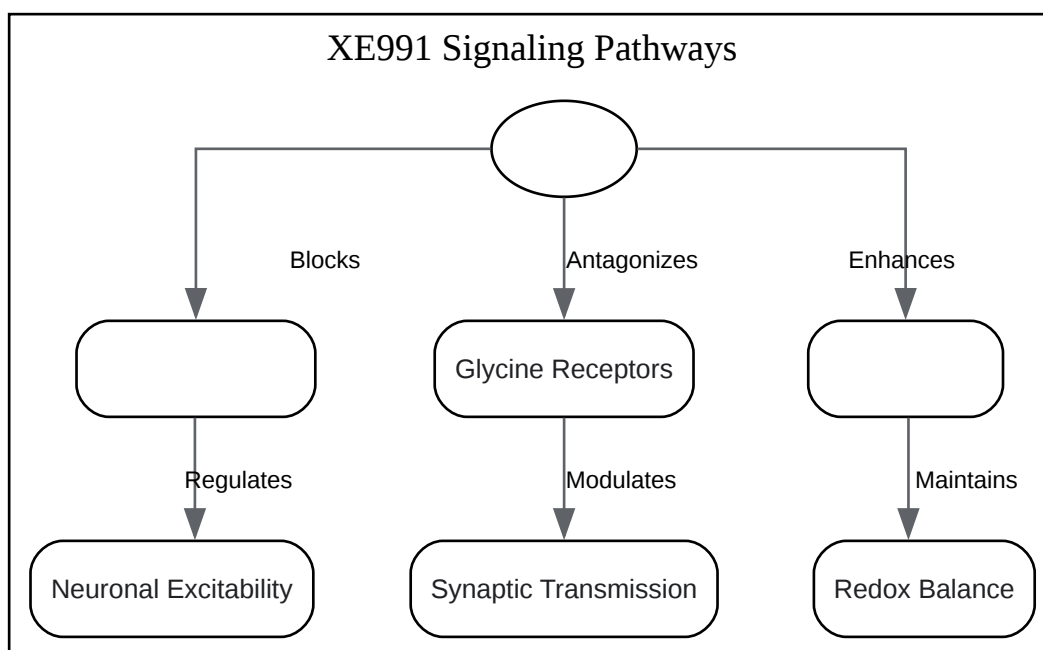 XE991 Signaling Pathways
Blocks
Antagonizes
Enhances
Glycine Receptors
Regulates
Modulates
Maintains
Neuronal Excitability
Synaptic Transmission
Redox Balance